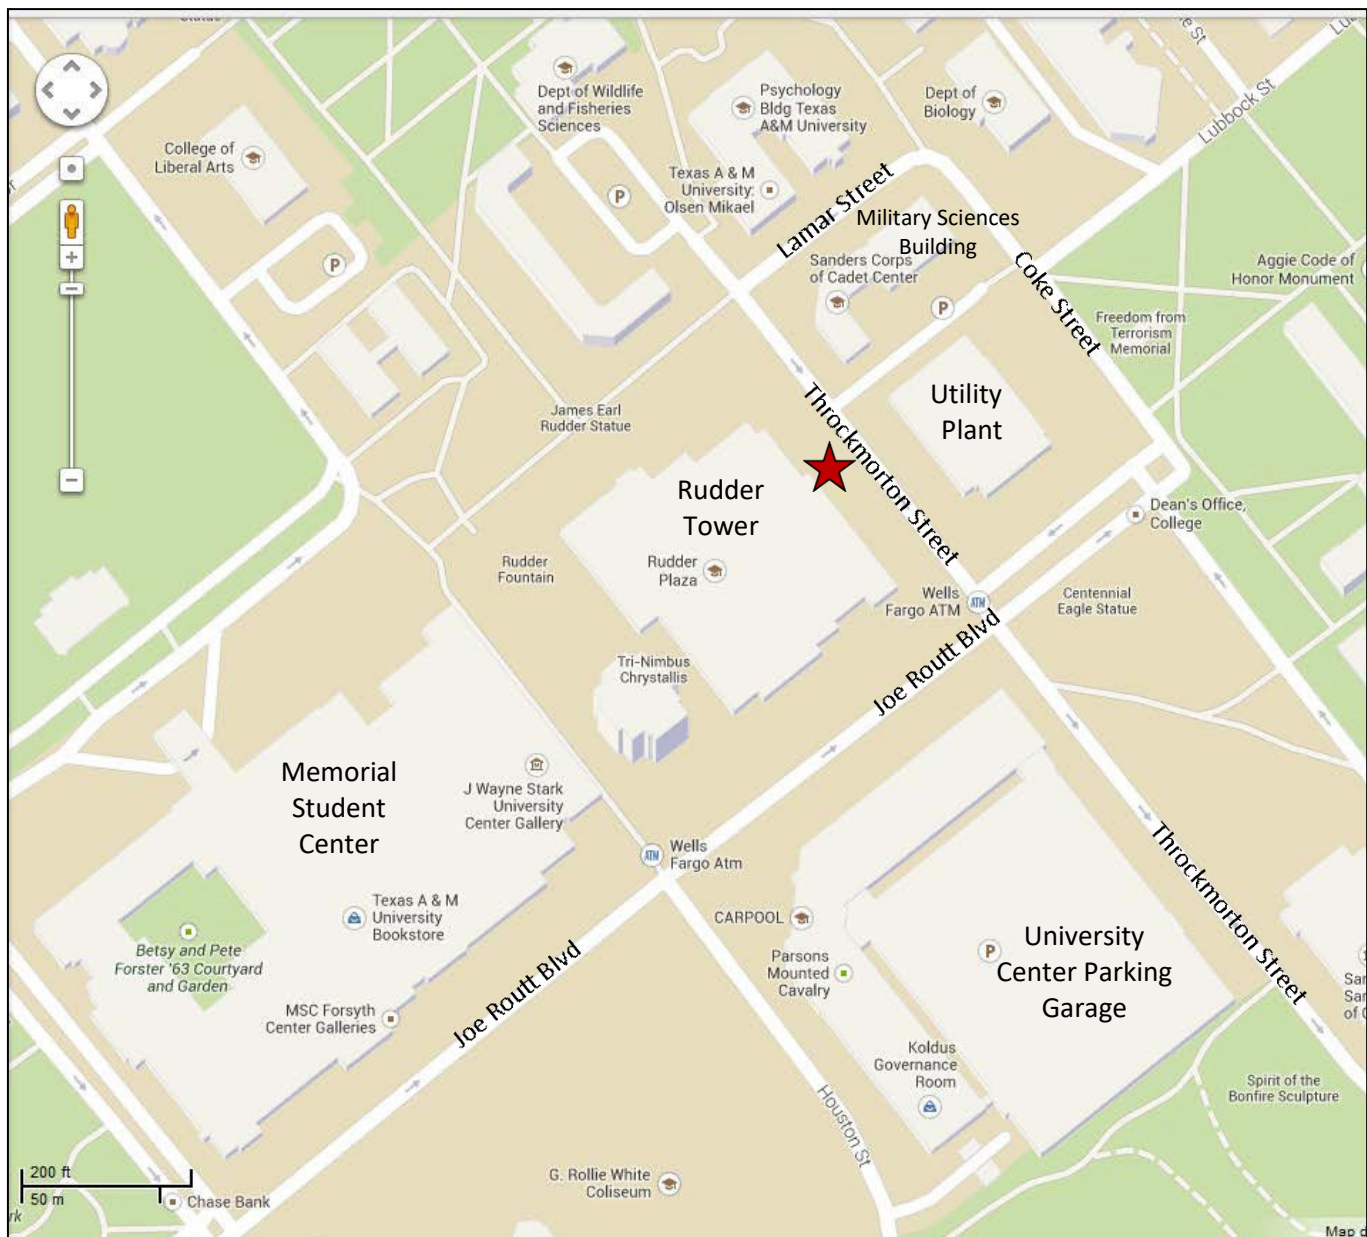 Status
Dept of Wildlife
and Fisheries
Sciences
Psychology
Bldg Texas
A&M University
Dept of
Biology
Lubbock St
College of
Liberal Arts
P
P
Texas A & M
University:
Olsen Mikael
Lamar Street
Military Sciences
Building
Sanders Corps
of Cadet Center
P
Coke Street
Aggie Code of
Honor Monument
Freedom from
Terrorism
Memorial
James Earl
Rudder Statue
Throckmorton Street
Utility
Plant
Rudder
Tower
Rudder
Plaza
Rudder
Fountain
Dean's Office,
College
Wells
Fargo ATM
ATM
Centennial
Eagle Statue
Joe Routt Blvd
Tri-Nimbus
Chrystallis
Memorial
Student
Center
J Wayne Stark
University
Center Gallery
ATM
Wells
Fargo Atm
Texas A & M
University
Bookstore
Betsy and Pete
Forster '63 Courtyard
and Garden
MSC Forsyth
Center Galleries
Joe Routt Blvd
CARPOOL
Parsons
Mounted
Cavalry
P
University
Center Parking
Garage
Throckmorton Street
Koldus
Governance
Room
Houston St
Spirit of the
Bonfire Sculpture
G. Rollie White
Coliseum
200 ft
50 m
Chase Bank
Map d